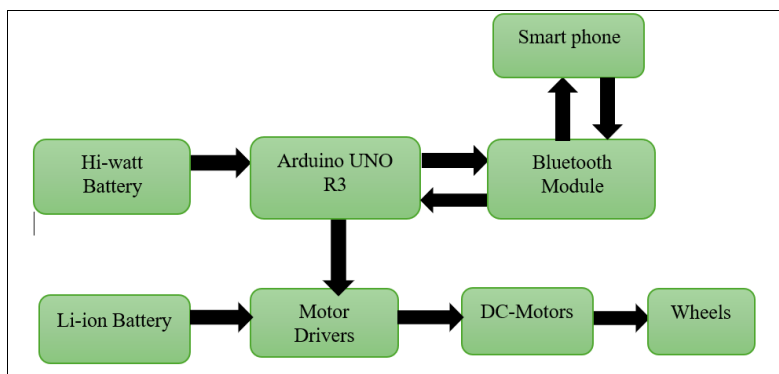 Smart phone
Hi-watt
Battery
Arduino UNO
R3
Bluetooth
Module
Li-ion Battery
Motor
Drivers
DC-Motors
Wheels